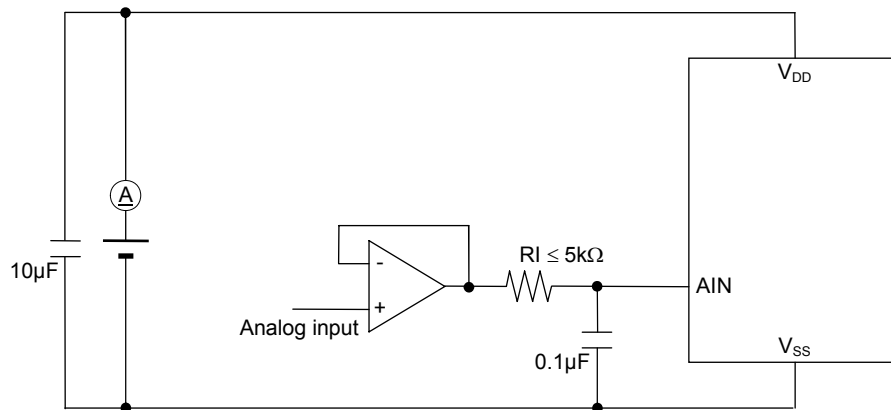 V_DD
A
10µF
-
RI ≤ 5kΩ
AIN
+
Analog input
V_SS
0.1µF